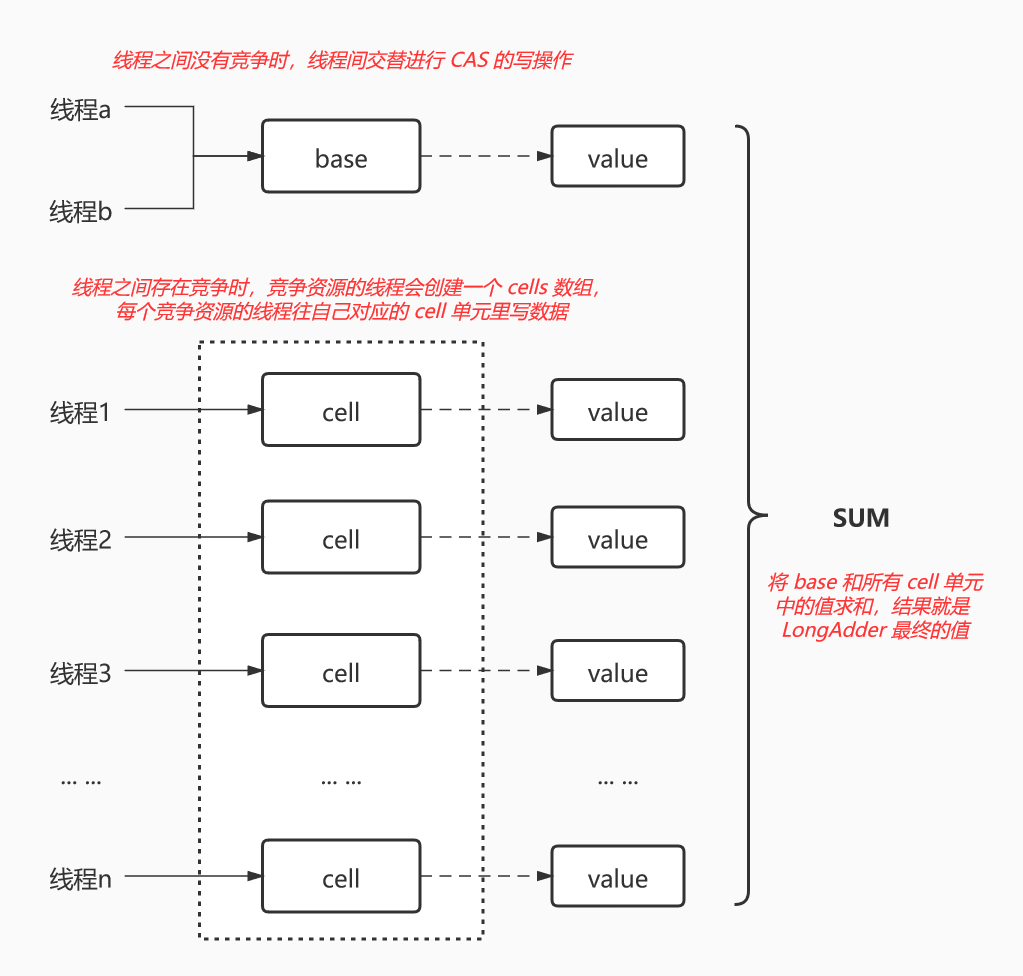 线程之间没有竞争时，线程间交替进行 CAS 的写操作
线程a
base
value
线程b
线程之间存在竞争时，竞争资源的线程会创建一个 cells 数组，
每个竞争资源的线程往自己对应的 cell 单元里写数据
线程1
cell
value
线程2
cell
value
线程3
cell
value
... ...
... ...
... ...
线程n
cell
value
SUM
将 base 和所有 cell 单元
中的值求和，结果就是
LongAdder 最终的值